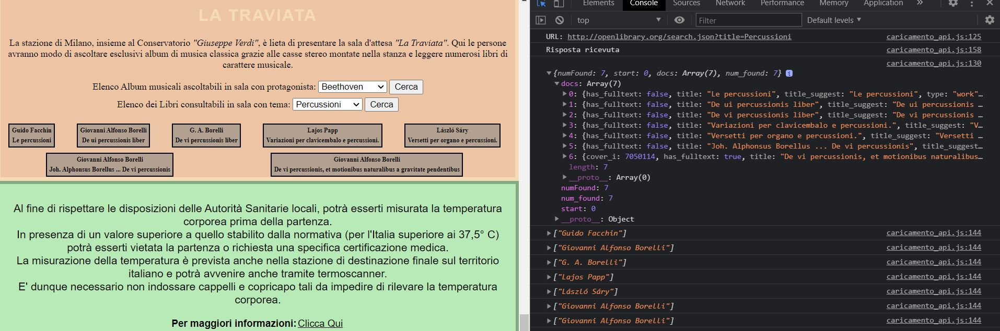 LA TRAVIATA
La stazione di Milano, insieme al Conservatorio "Giuseppe Verdi", è lieta di presentare la sala d'attesa "La Traviata". Qui le persone
avranno modo di ascoltare esclusivi album di musica classica grazie alle casse stereo montate nella stanza e leggere numerosi libri di
carattere musicale.
Elenco Album musicali ascoltabili in sala con protagonista: Beethoven Cerca
Elenco dei Libri consultabili in sala con tema: Percussioni Cerca
Guido Facchin
Le percussioni
Giovanni Alfonso Borelli
De ui percussionis liber
G. A. Borelli
De vi percussionis liber
Lajos Papp
Variazioni per clavicembalo e percussioni.
László Sáry
Versetti per organo e percussioni.
Giovanni Alfonso Borelli
Joh. Alphonsus Borellus ... De vi percussionis
Giovanni Alfonso Borelli
De vi percussionis, et motionibus naturalibus a gravitate pendentibus
Al fine di rispettare le disposizioni delle Autorità Sanitarie locali, potrà esserti misurata la temperatura
corporea prima della partenza.
In presenza di un valore superiore a quello stabilito dalla normativa (per l'Italia superiore ai 37,5° C)
potrà esserti vietata la partenza o richiesta una specifica certificazione medica.
La misurazione della temperatura è prevista anche nella stazione di destinazione finale sul territorio
italiano e potrà avvenire anche tramite termoscanner.
E' dunque necessario non indossare cappelli e copricapo tali da impedire di rilevare la temperatura
corporea.
Per maggiori informazioni: Clicca Qui
Elements Console Sources Network Performance Memory Application »
top Filter Default levels
URL: http://openlibrary.org/search.json?title=Percussioni caricamento_api.js:125
Risposta ricevuta caricamento_api.js:158
caricamento_api.js:130
{numFound: 7, start: 0, docs: Array(7), num_found: 7} i
docs: Array(7)
0: {has_fulltext: false, title: "Le percussioni", title_suggest: "Le percussioni", type: "work"…
1: {has_fulltext: false, title: "De ui percussionis liber", title_suggest: "De ui percussionis …
2: {has_fulltext: false, title: "De vi percussionis liber", title_suggest: "De vi percussionis …
3: {has_fulltext: false, title: "Variazioni per clavicembalo e percussioni.", title_suggest: "V…
4: {has_fulltext: false, title: "Versetti per organo e percussioni.", title_suggest: "Versetti …
5: {has_fulltext: false, title: "Joh. Alphonsus Borellus ... De vi percussionis", title_suggest…
6: {cover_i: 7050114, has_fulltext: true, title: "De vi percussionis, et motionibus naturalibus…
length: 7
__proto__: Array(0)
numFound: 7
num_found: 7
start: 0
__proto__: Object
["Guido Facchin"] caricamento_api.js:144
["Giovanni Alfonso Borelli"] caricamento_api.js:144
["G. A. Borelli"] caricamento_api.js:144
["Lajos Papp"] caricamento_api.js:144
["László Sáry"] caricamento_api.js:144
["Giovanni Alfonso Borelli"] caricamento_api.js:144
["Giovanni Alfonso Borelli"] caricamento_api.js:144